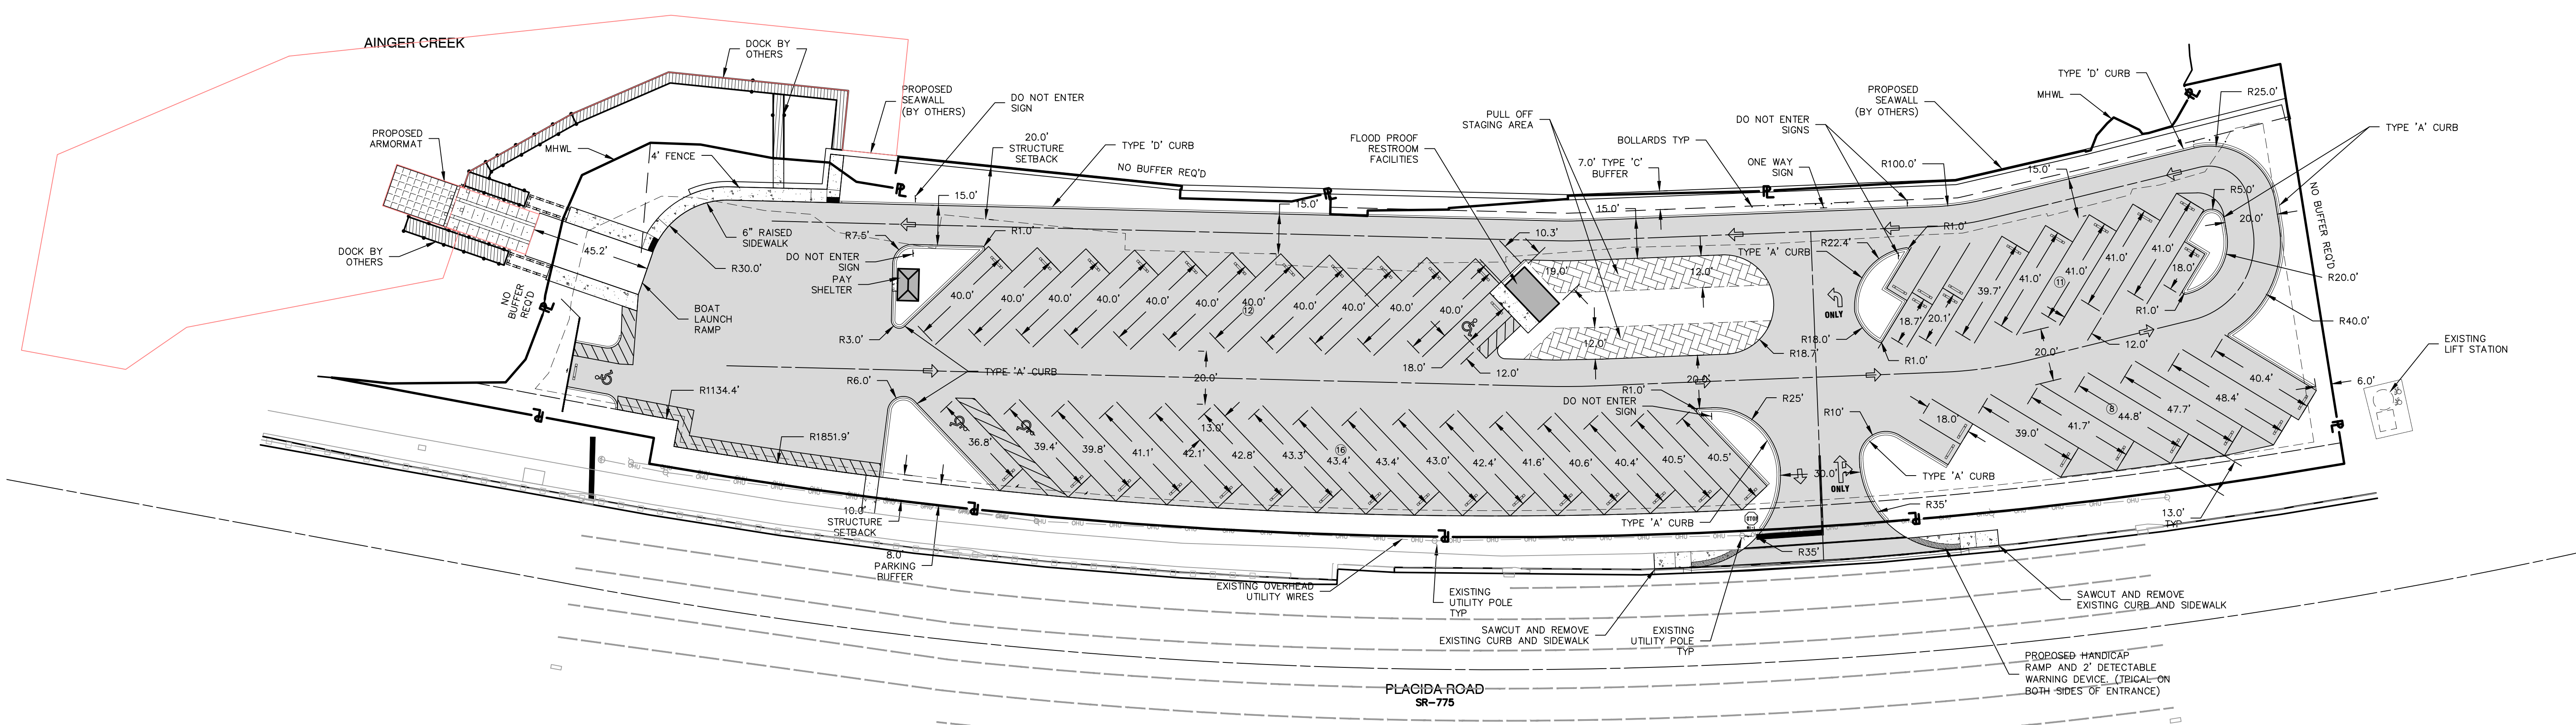 AINGER CREEK
DOCK BY
OTHERS
PROPOSED
SEAWALL
(BY OTHERS)
DO NOT ENTER
SIGN
20.0'
STRUCTURE
SETBACK
TYPE 'D' CURB
NO BUFFER REQ'D
PROPOSED
ARMORMAT
MHWL
4' FENCE
PULL OFF
STAGING AREA
FLOOD PROOF
RESTROOM
FACILITIES
7.0' TYPE 'C'
BUFFER
BOLLARDS TYP
DO NOT ENTER
SIGNS
ONE WAY
SIGN
PROPOSED
SEAWALL
(BY OTHERS)
R100.0'
MHWL
TYPE 'D' CURB
R25.0'
TYPE 'A' CURB
NO BUFFER REQ'D
15.0'
15.0'
15.0'
15.0'
10.3'
45.2'
DOCK BY
OTHERS
NO
BUFFER
REQ'D
6" RAISED
SIDEWALK
R30.0'
BOAT
LAUNCH
RAMP
R7.5'
R1.0'
DO NOT ENTER
SIGN
PAY
SHELTER
R3.0'
40.0'
40.0'
40.0'
40.0'
40.0'
40.0'
40.0'
40.0'
40.0'
40.0'
40.0'
12
18.0'
12.0'
19.0'
12.0'
12.0'
R18.7'
ONLY
TYPE 'A' CURB
R22.4'
R1.0'
R18.0'
R1.0'
18.7'
20.1'
39.7'
41.0'
41.0'
41.0'
41.0'
11
18.0'
R5.0'
20.0'
R1.0'
R20.0'
R40.0'
12.0'
20.0'
EXISTING
LIFT STATION
6.0'
R1134.4'
R1851.9'
R6.0'
TYPE 'A' CURB
20.0'
36.8'
39.4'
39.8'
41.1'
42.1'
13.0'
42.8'
43.3'
43.4'
16
43.4'
43.0'
42.4'
41.6'
40.6'
40.4'
40.5'
40.5'
R1.0'
DO NOT ENTER
SIGN
R25'
30.0'
ONLY
R10'
TYPE 'A' CURB
R35'
18.0'
39.0'
41.7'
44.8'
8
47.7'
48.4'
40.4'
13.0'
TYP
10.0'
STRUCTURE
SETBACK
8.0'
PARKING
BUFFER
EXISTING OVERHEAD
UTILITY WIRES
EXISTING
UTILITY POLE
TYP
TYPE 'A' CURB
STOP
R35'
SAWCUT AND REMOVE
EXISTING CURB AND SIDEWALK
EXISTING
UTILITY POLE
TYP
SAWCUT AND REMOVE
EXISTING CURB AND SIDEWALK
PROPOSED HANDICAP
RAMP AND 2' DETECTABLE
WARNING DEVICE. (TPICAL ON
BOTH SIDES OF ENTRANCE)
PLACIDA ROAD
SR-775